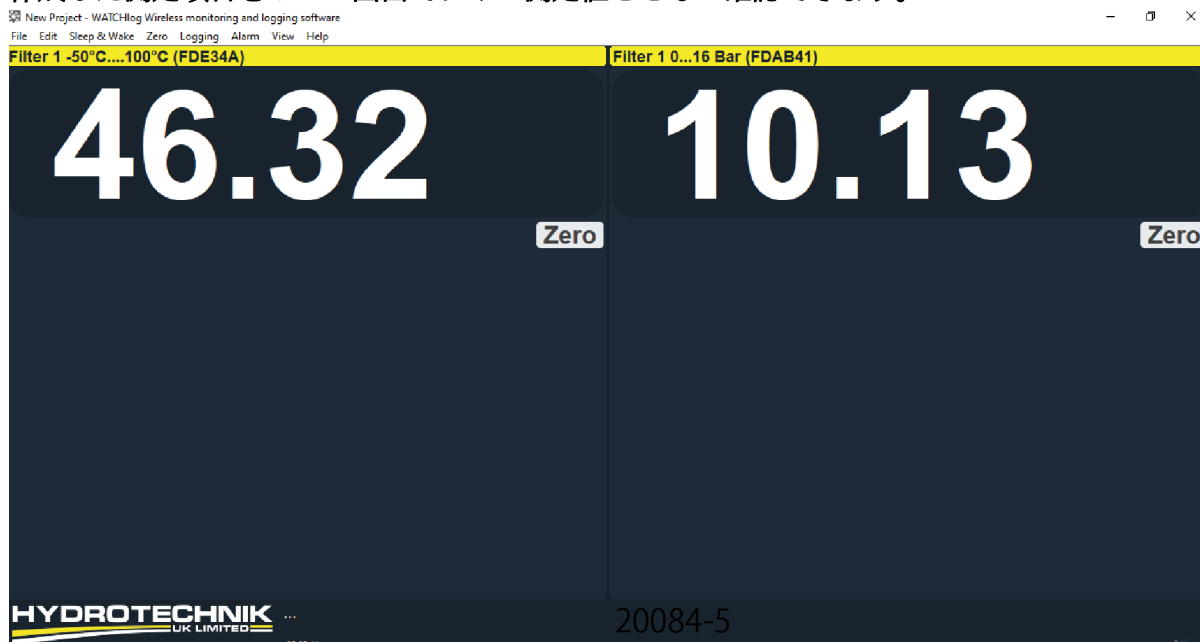 New Project - WATCHlog Wireless monitoring and logging software
File Edit Sleep & Wake Zero Logging Alarm View Help
Filter 1 -50°C....100°C (FDE34A)
46.32
Zero
Filter 1 0...16 Bar (FDAB41)
10.13
Zero
HYDROTECHNIK
UK LIMITED
...
20084-5